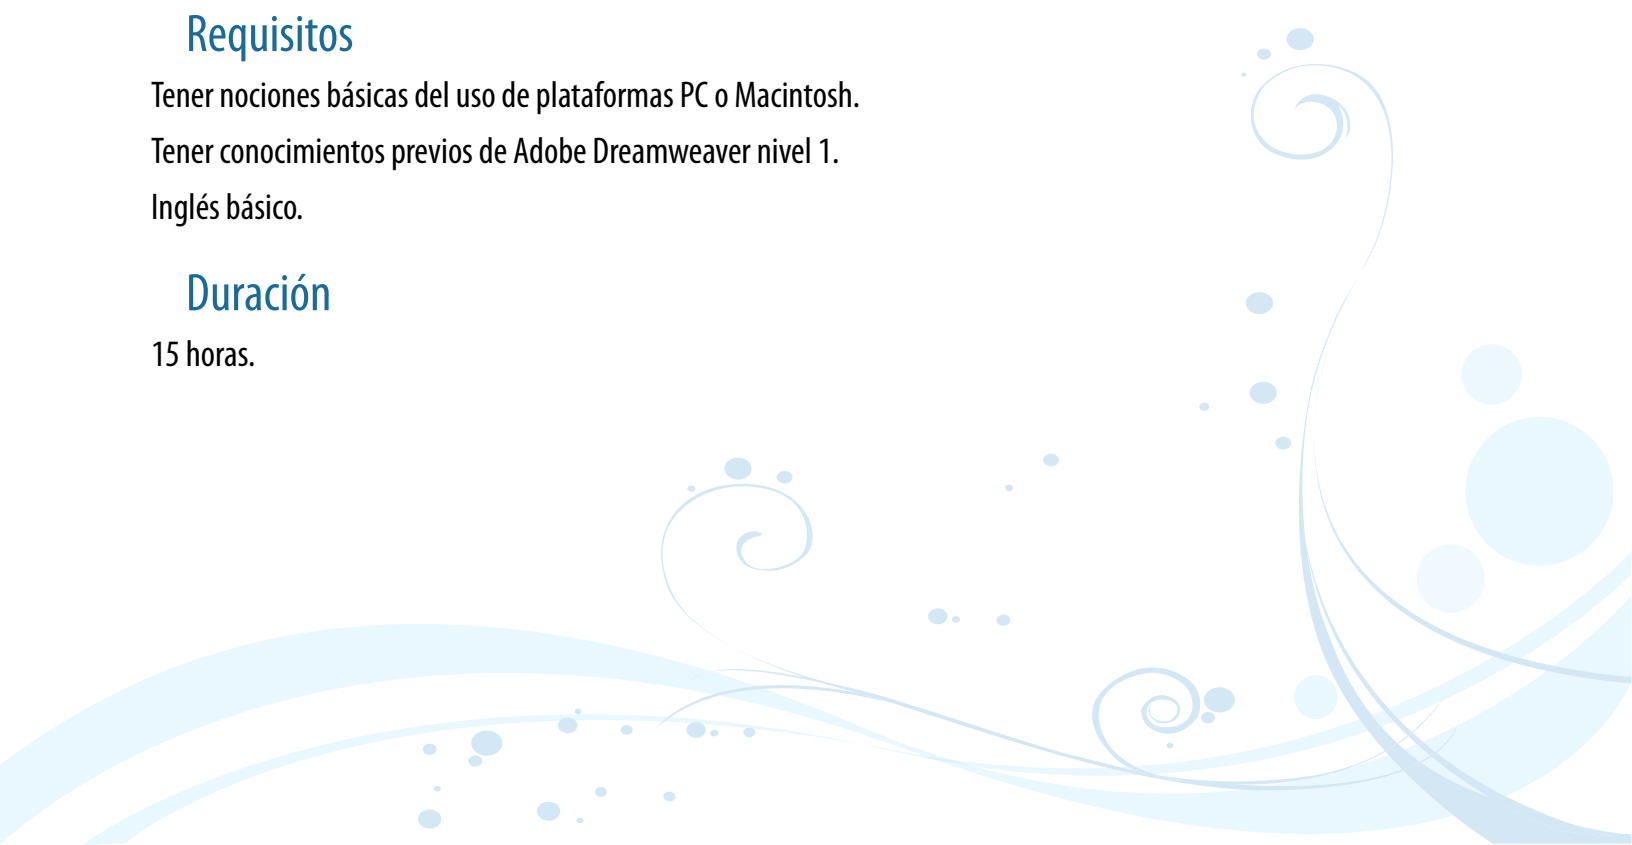 Requisitos
Tener nociones básicas del uso de plataformas PC o Macintosh.
Tener conocimientos previos de Adobe Dreamweaver nivel 1.
Inglés básico.
Duración
15 horas.